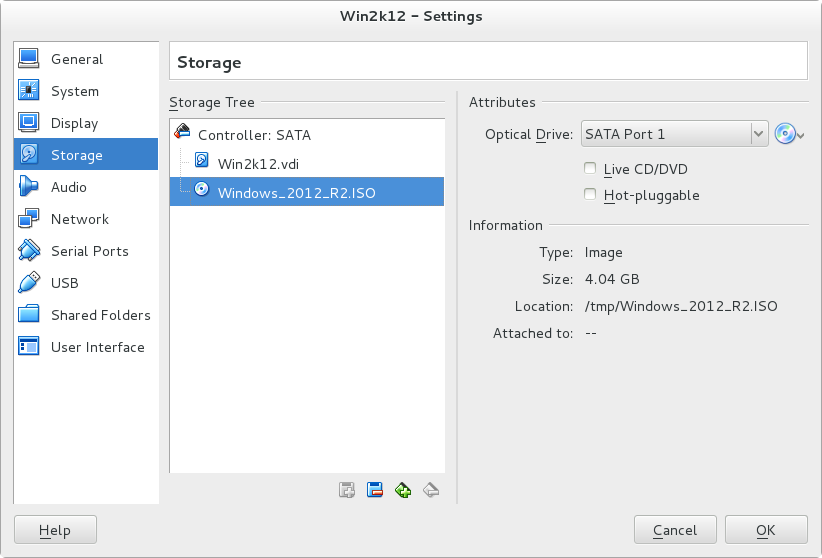 Win2k12 - Settings
General
System
Display
Storage
Audio
Network
Serial Ports
USB
Shared Folders
User Interface
Storage
Storage Tree
Controller: SATA
Win2k12.vdi
Windows_2012_R2.ISO
Attributes
Optical Drive: SATA Port 1
Live CD/DVD
Hot-pluggable
Information
Type: Image
Size: 4.04 GB
Location: /tmp/Windows_2012_R2.ISO
Attached to: --
Help
Cancel
OK